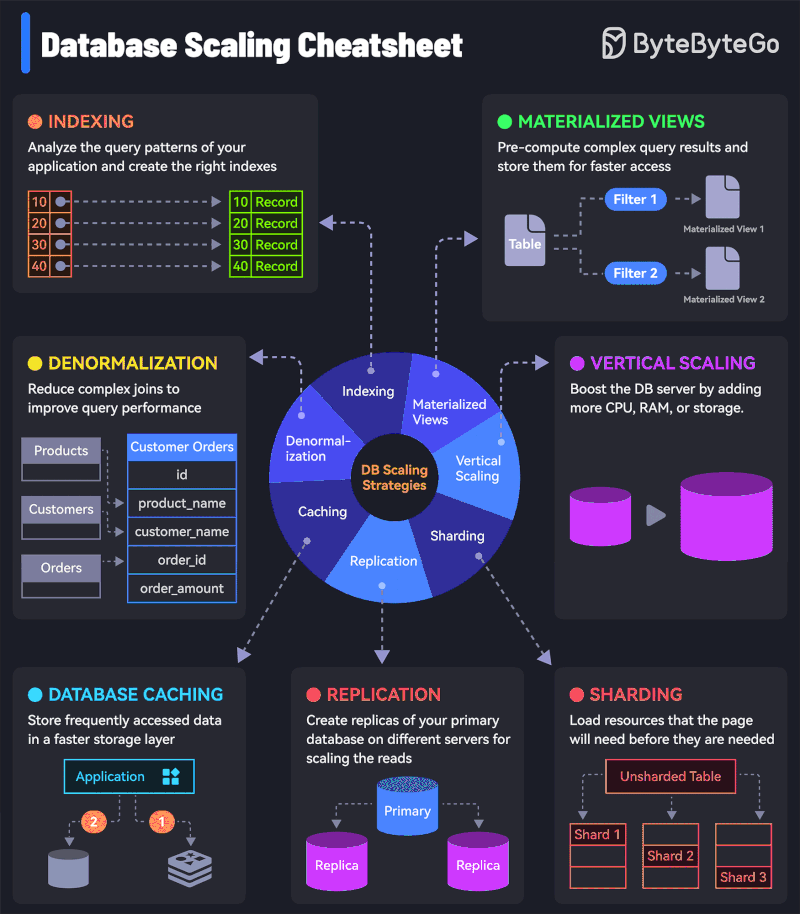 Database Scaling Cheatsheet
ByteByteGo
INDEXING
Analyze the query patterns of your
application and create the right indexes
10
10 Record
20
20 Record
30
30 Record
40
40 Record
MATERIALIZED VIEWS
Pre-compute complex query results and
store them for faster access
Table
Filter 1
Materialized View 1
Filter 2
Materialized View 2
DENORMALIZATION
Reduce complex joins to
improve query performance
Products
Customers
Orders
Customer Orders
id
product_name
customer_name
order_id
order_amount
Indexing
Materialized
Views
Denormal-
ization
Vertical
Scaling
DB Scaling
Strategies
Caching
Sharding
Replication
VERTICAL SCALING
Boost the DB server by adding
more CPU, RAM, or storage.
DATABASE CACHING
Store frequently accessed data
in a faster storage layer
Application
2
1
REPLICATION
Create replicas of your primary
database on different servers for
scaling the reads
Primary
Replica
Replica
SHARDING
Load resources that the page
will need before they are needed
Unsharded Table
Shard 1
Shard 2
Shard 3